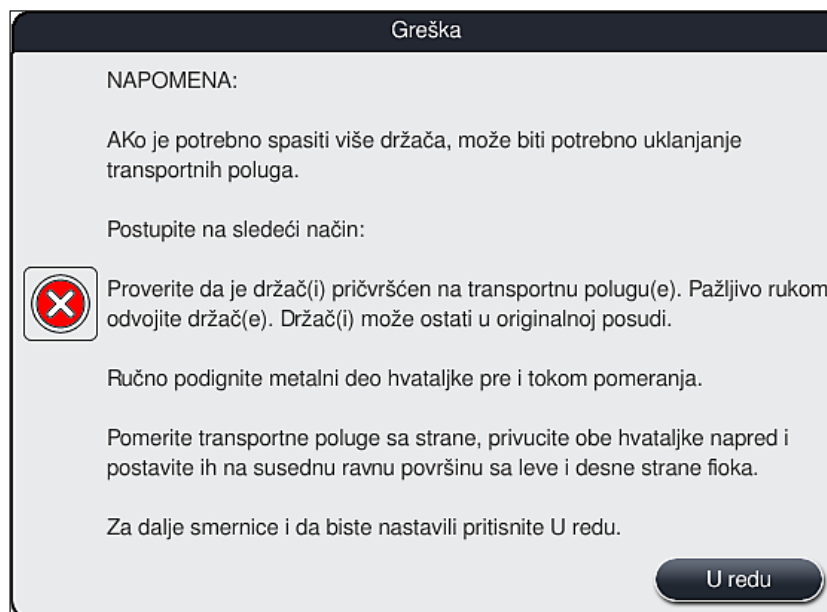 Greška
NAPOMENA:
AKo je potrebno spasiti više držača, može biti potrebno uklanjanje
transportnih poluga.
Postupite na sledeći način:
Proverite da je držač(i) pričvršćen na transportnu polugu(e). Pažljivo rukom
odvojite držač(e). Držač(i) može ostati u originalnoj posudi.
Ručno podignite metalni deo hvataljke pre i tokom pomeranja.
Pomerite transportne poluge sa strane, privucite obe hvataljke napred i
postavite ih na susednu ravnu površinu sa leve i desne strane fioka.
Za dalje smernice i da biste nastavili pritisnite U redu.
U redu